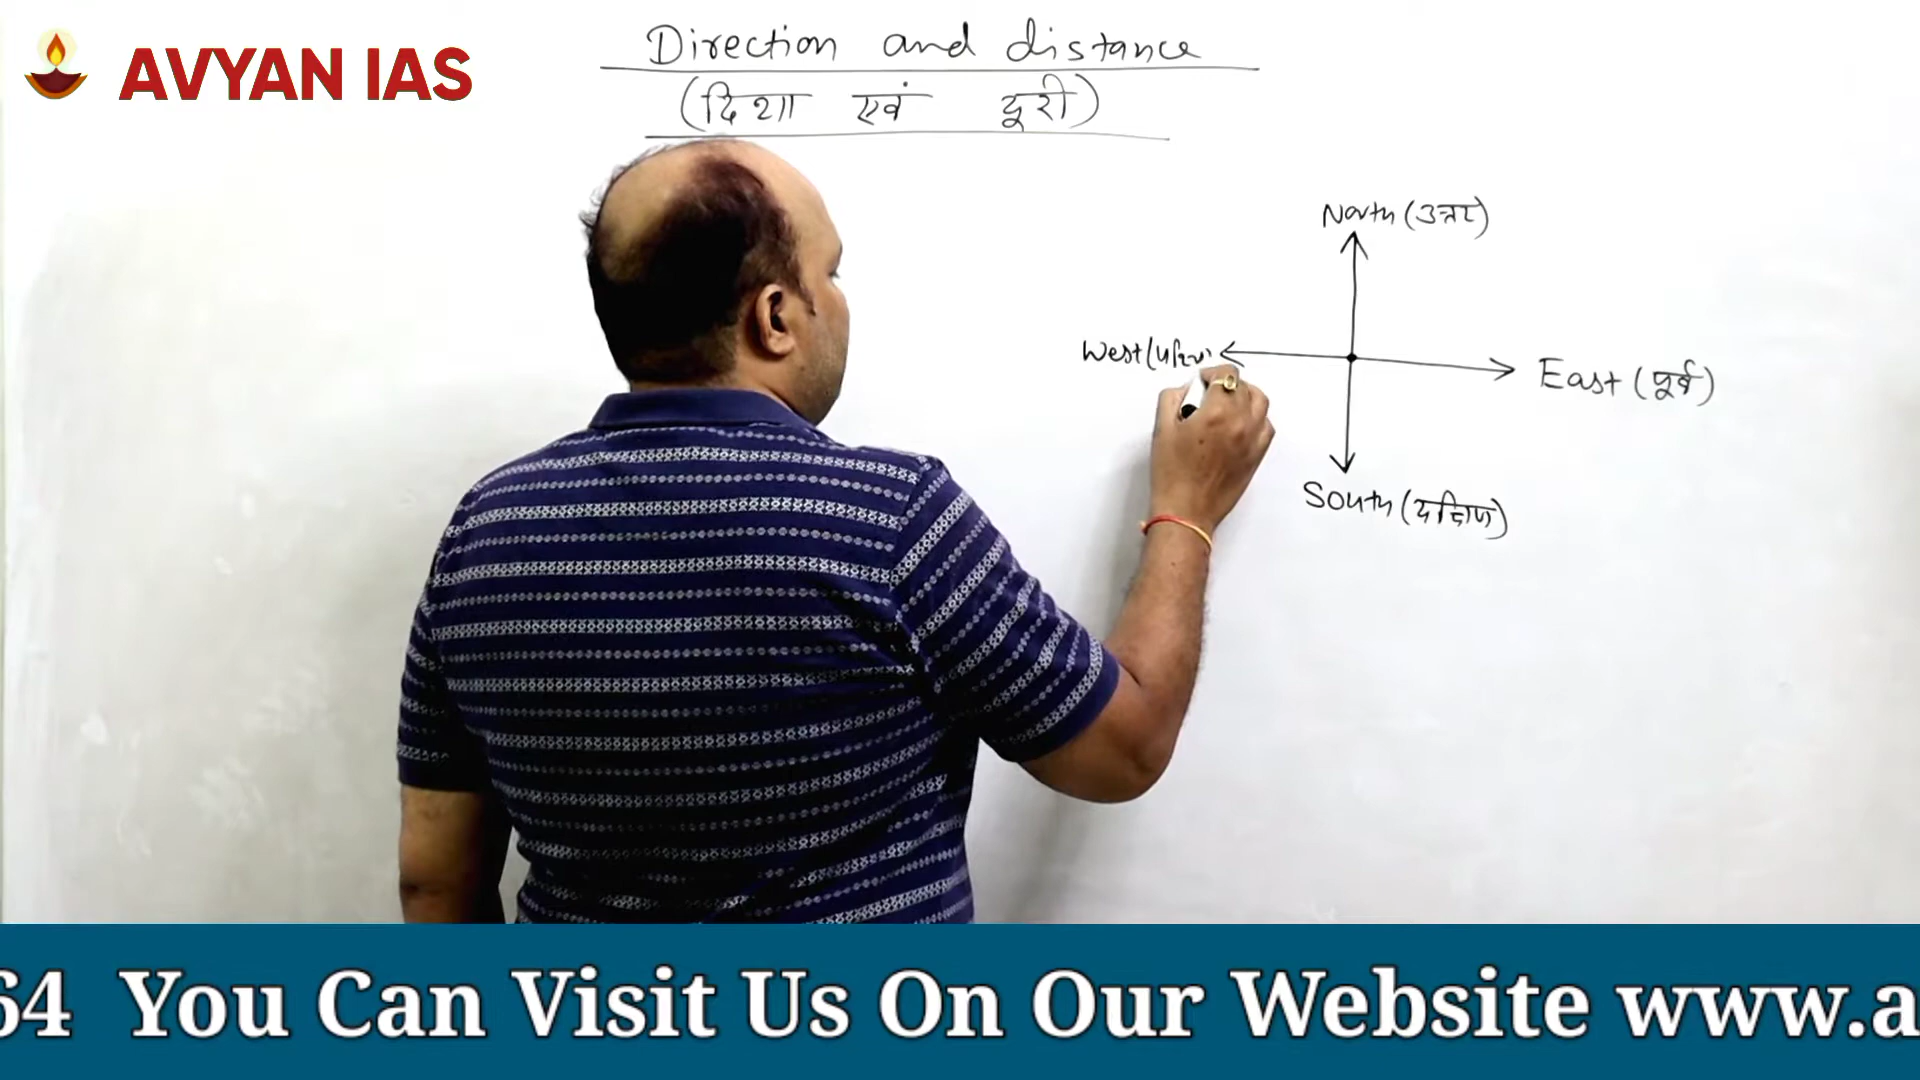 AVYAN IAS
Direction and distance
(दिशा एवं दूरी)
North (उत्तर)
West (
East (पूर्व)
South (दक्षिण)
64 You Can Visit Us On Our Website www.a